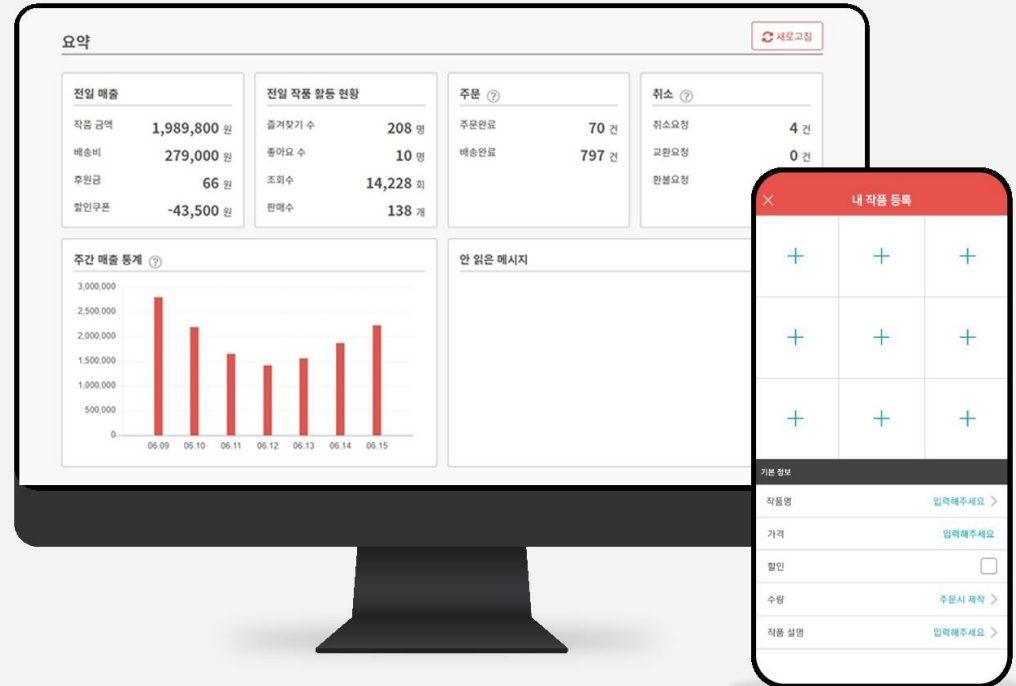 요약
새로고침
전일 매출
작품 금액 1,989,800 원
배송비 279,000 원
후원금 66 원
할인쿠폰 -43,500 원
전일 작품 활동 현황
즐겨찾기 수 208 명
좋아요 수 10 명
조회수 14,228 회
판매수 138 개
주문 ?
주문완료 70 건
배송완료 797 건
취소 ?
취소요청 4 건
교환요청 0 건
환불요청
주간 매출 통계 ?
3,000,000
2,500,000
2,000,000
1,500,000
1,000,000
500,000
0
06.09 06.10 06.11 06.12 06.13 06.14 06.15
안 읽은 메시지
내 작품 등록
기본 정보
작품명 입력해주세요
가격 입력해주세요
할인
수량 주문시 제작
작품 설명 입력해주세요